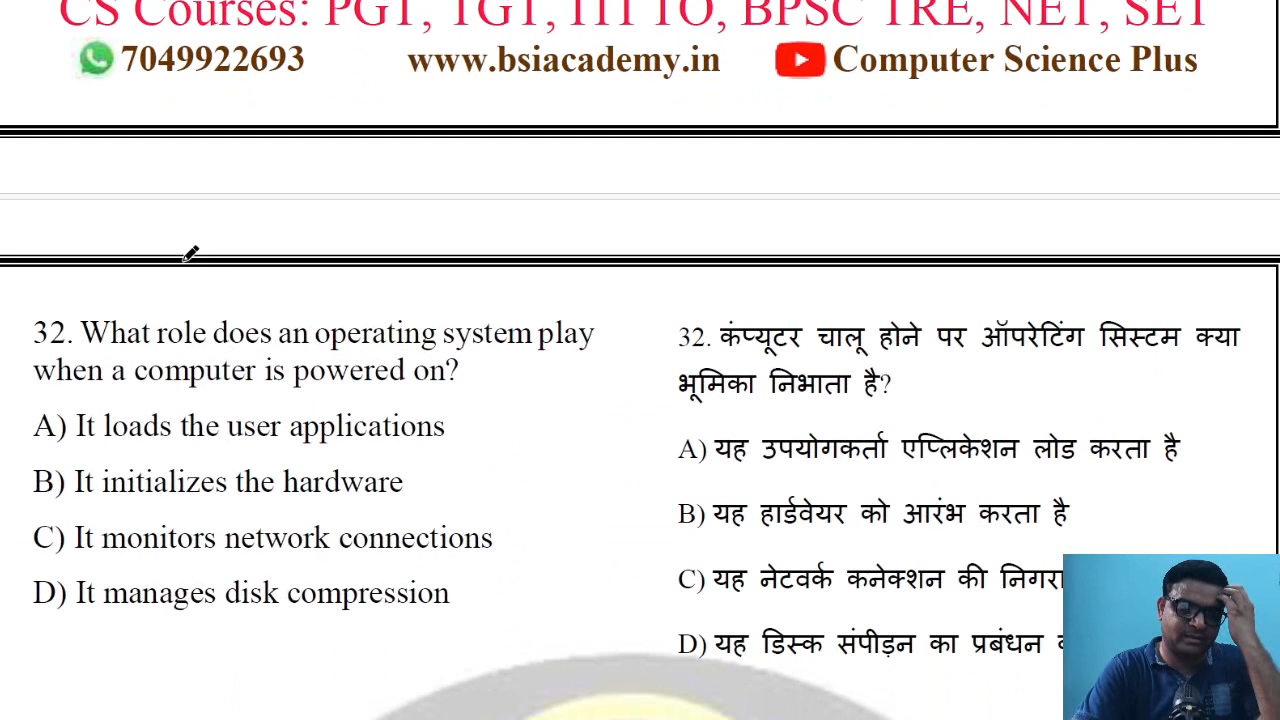 CS Courses: PGT, TGT, ITI TO, BPSC TRE, NET, SET
7049922693 www.bsiacademy.in Computer Science Plus
32. What role does an operating system play
when a computer is powered on?
A) It loads the user applications
B) It initializes the hardware
C) It monitors network connections
D) It manages disk compression
32. कंप्यूटर चालू होने पर ऑपरेटिंग सिस्टम क्या
भूमिका निभाता है?
A) यह उपयोगकर्ता एप्लिकेशन लोड करता है
B) यह हार्डवेयर को आरंभ करता है
C) यह नेटवर्क कनेक्शन की
D) यह डिस्क संपीड़न का प्रबंधन